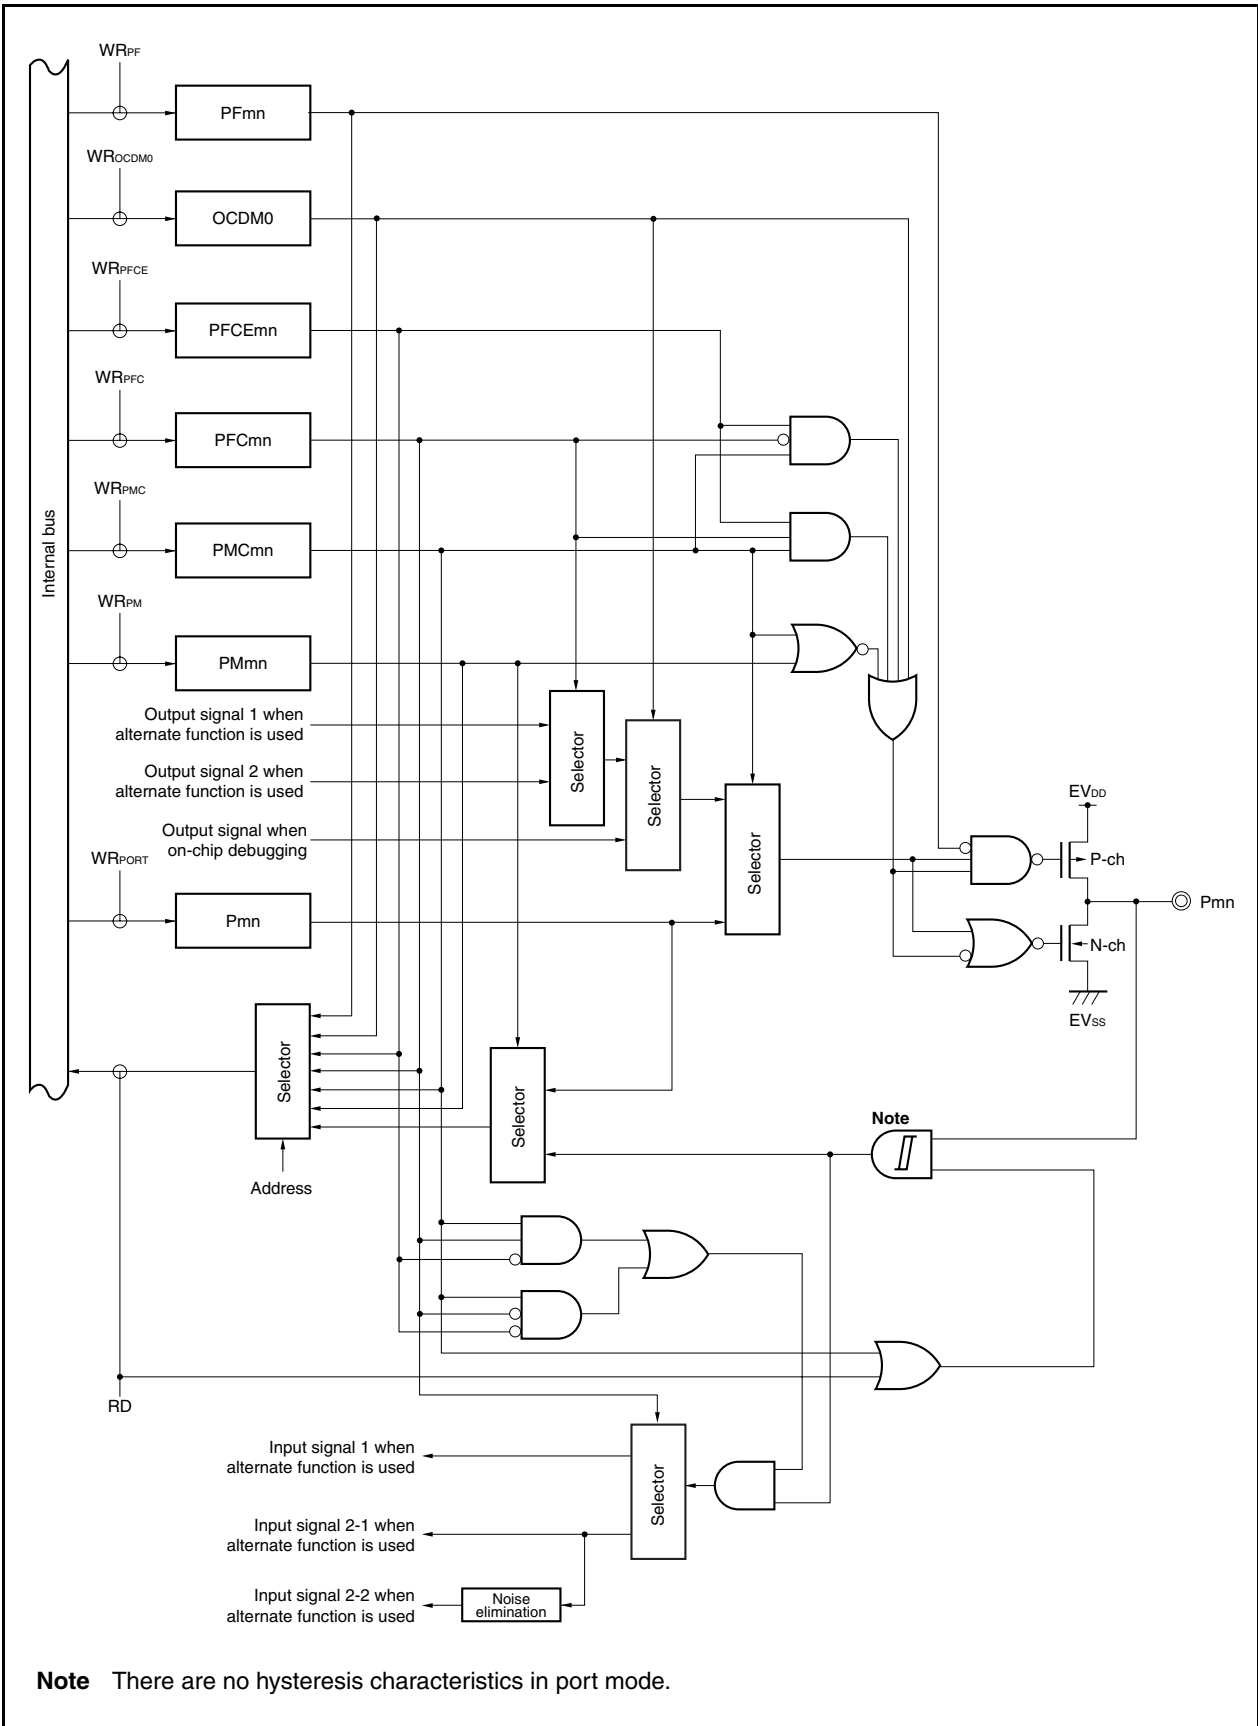 WRPF
PFmn
WROCDM0
OCDM0
WRPFCE
PFCEmn
WRPFC
PFCmn
WRPMC
PMCmn
Internal bus
WRPM
PMmn
Output signal 1 when
alternate function is used
Output signal 2 when
alternate function is used
Output signal when
on-chip debugging
Selector
Selector
Selector
WRPORT
Pmn
EVDD
P-ch
Pmn
N-ch
EVSS
Selector
Selector
Address
Note
RD
Input signal 1 when
alternate function is used
Input signal 2-1 when
alternate function is used
Input signal 2-2 when
alternate function is used
Selector
Noise
elimination
Note There are no hysteresis characteristics in port mode.